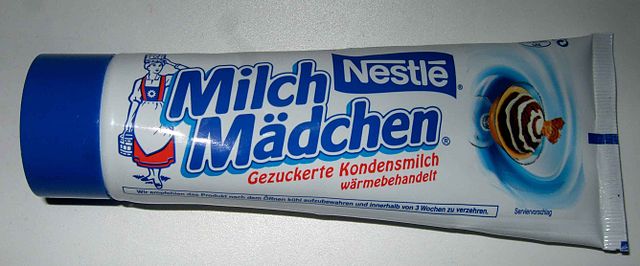 Nestlé
Milch
Mädchen®
Gezuckerte Kondensmilch
wärmebehandelt
Wir empfehlen das Produkt nach dem Öffnen kühl aufzubewahren und innerhalb von 3 Wochen zu verzehren.
Serviervorschlag